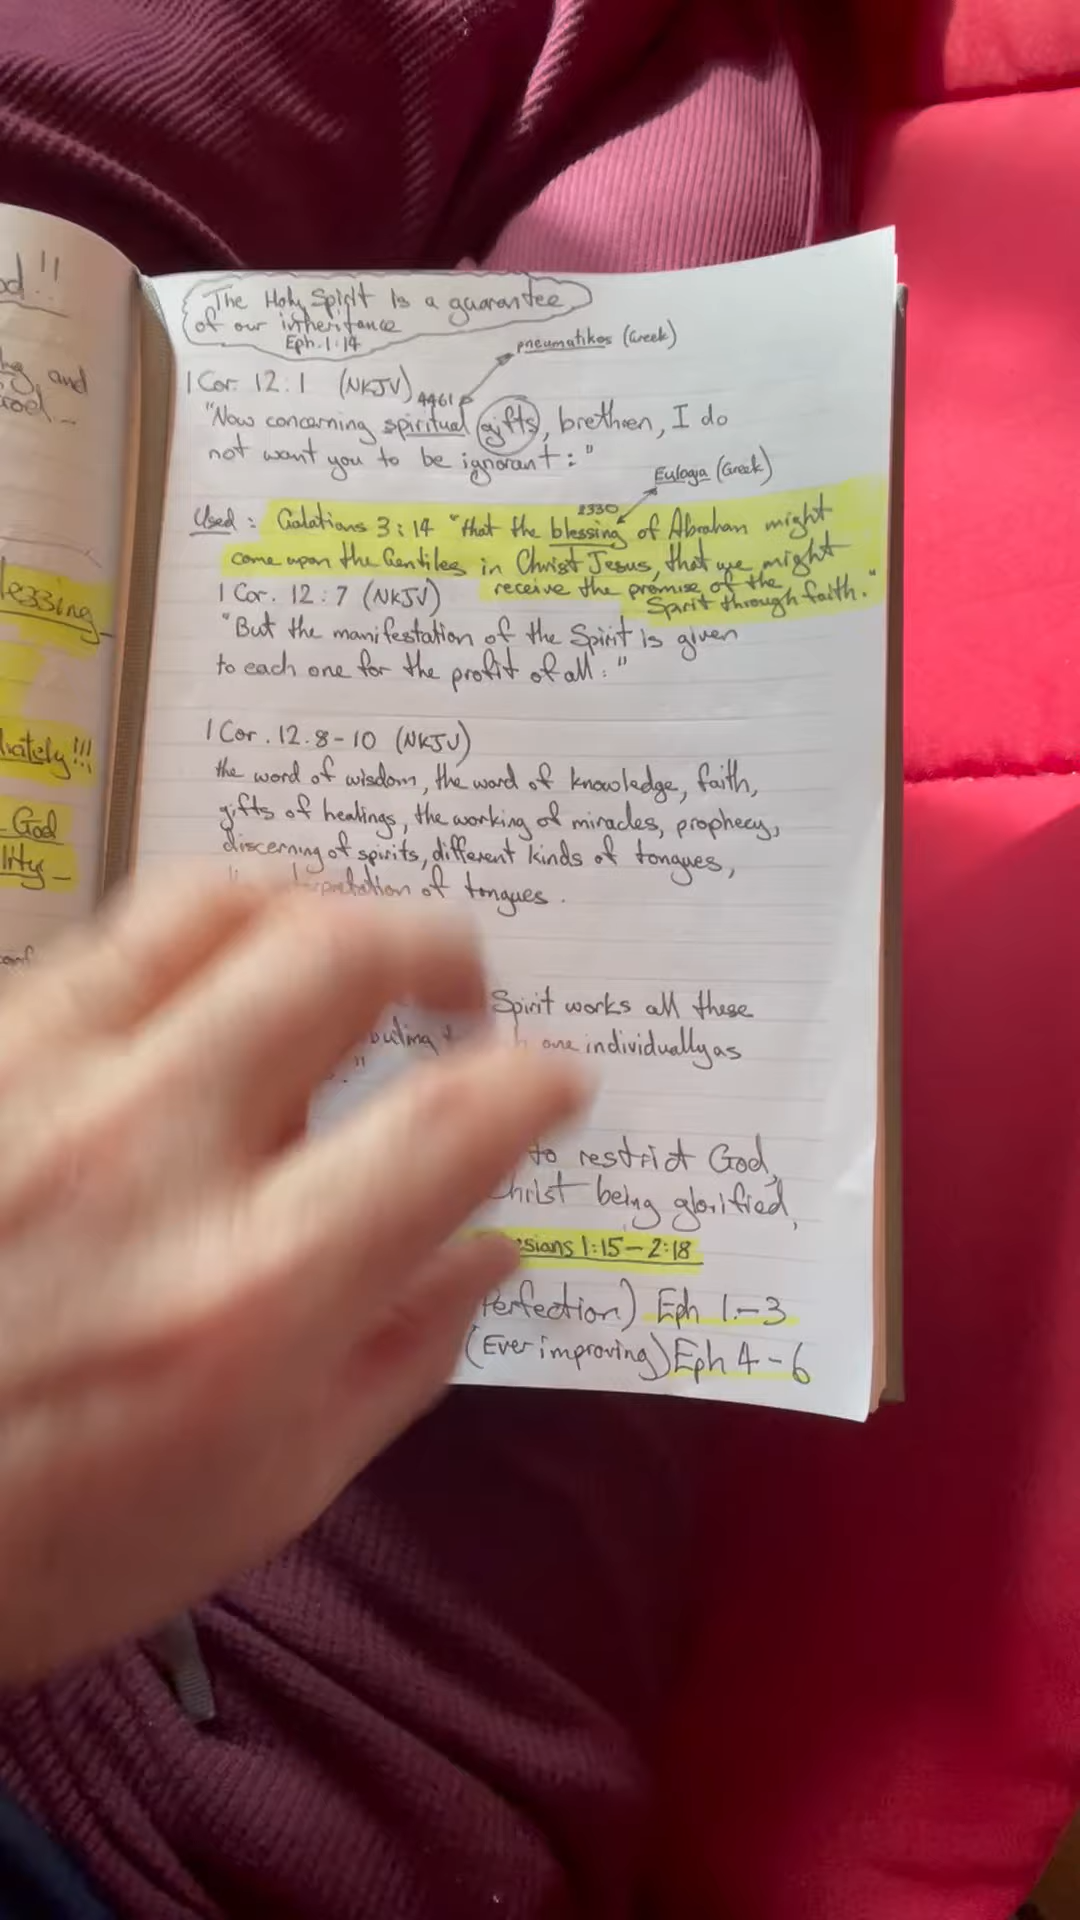 The Holy Spirit is a guarantee
of our inheritance
Eph. 1:14
pneumatikos (Greek)
1 Cor. 12:1 (NKJV)
4461
"Now concerning spiritual gifts, brethren, I do
not want you to be ignorant:"
Eulogia (Greek)
2330
Used: Galatians 3:14 "that the blessing of Abraham might
come upon the Gentiles in Christ Jesus, that we might
receive the promise of the
Spirit through faith."
1 Cor. 12:7 (NKJV)
"But the manifestation of the Spirit is given
to each one for the profit of all:"
1 Cor. 12.8-10 (NKJV)
the word of wisdom, the word of knowledge, faith,
gifts of healings, the working of miracles, prophecy,
discerning of spirits, different kinds of tongues,
of tongues.
Spirit works all these
one individually as
to restrict God,
Christ being glorified,
1:15-2:18
Perfection) Eph 1-3
(Ever improving) Eph 4-6
and
God